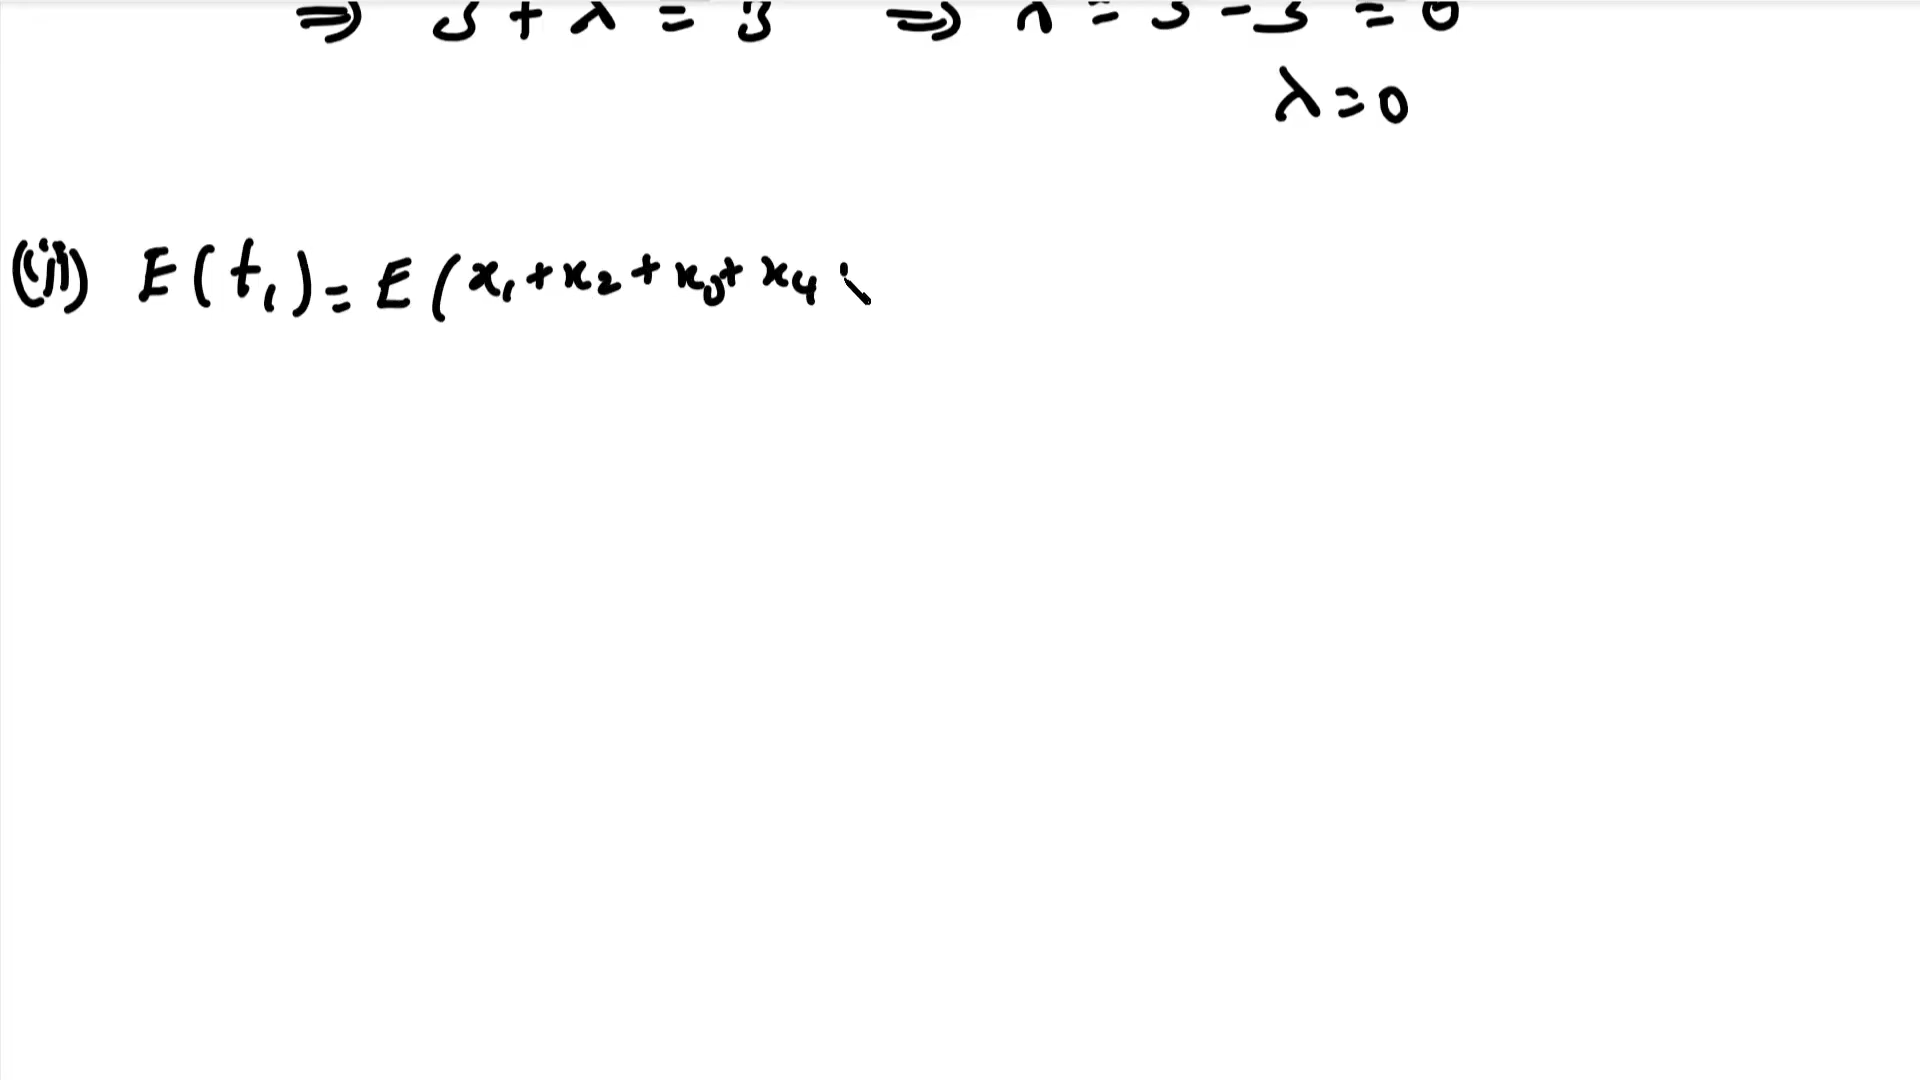 ⇒ 3 + λ = 3 ⇒ λ = 3 - 3 = 0
λ = 0
(ii) E(t₁) = E(x₁ + x₂ + x₃ + x₄